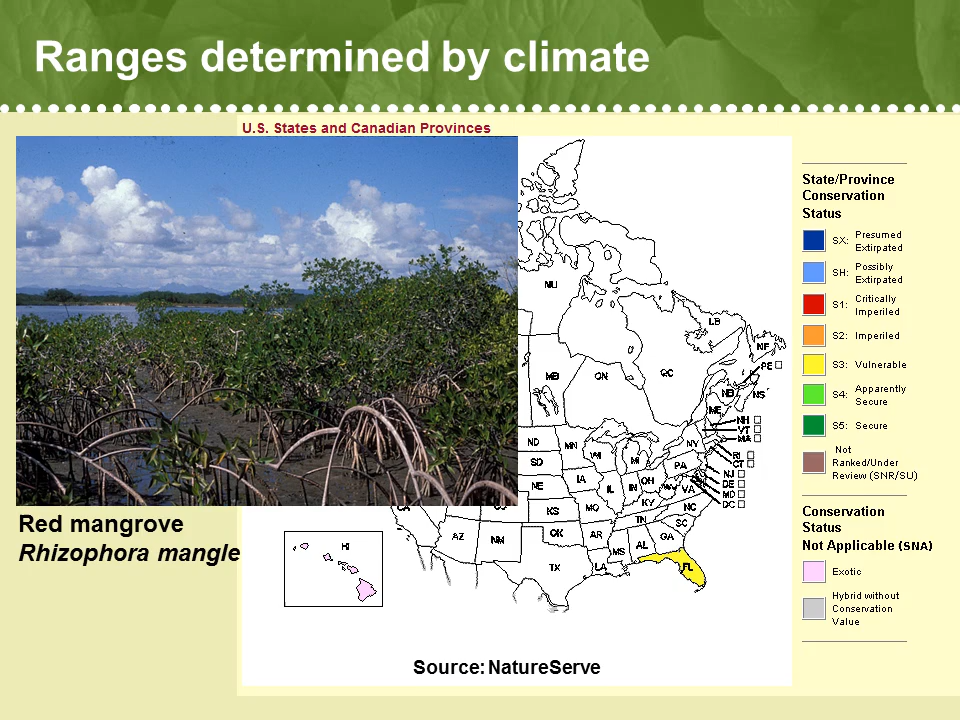 Ranges determined by climate
U.S. States and Canadian Provinces
NU
LB
NF
PE
MB
ON
QC
NB
NS
ME
NH
VT
MA
ND
MN
NY
RI
CT
WI
SD
MI
PA
NJ
DE
MD
DC
IA
NE
IL
IN
OH
VA
KS
MO
KY
NC
CA
TN
OK
AR
SC
AZ
NM
MS
AL
GA
TX
LA
FL
HI
Red mangrove
Rhizophora mangle
Source: NatureServe
State/Province
Conservation
Status
SX: Presumed
Extirpated
SH: Possibly
Extirpated
S1: Critically
Imperiled
S2: Imperiled
S3: Vulnerable
S4: Apparently
Secure
S5: Secure
Not
Ranked/Under
Review (SNR/SU)
Conservation
Status
Not Applicable (SNA)
Exotic
Hybrid without
Conservation
Value